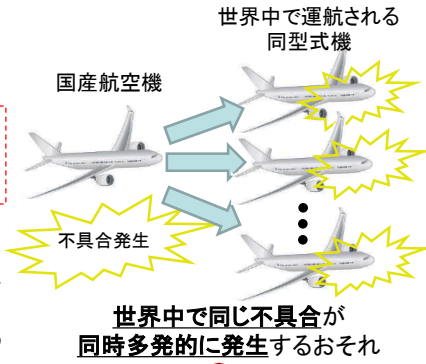 世界中で運航される
同型式機
国産航空機
不具合発生
世界中で同じ不具合が
同時多発的に発生するおそれ